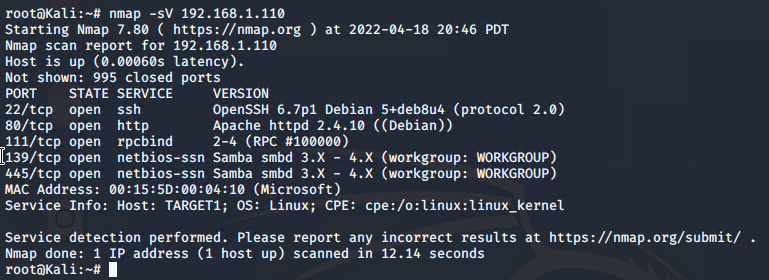 root@Kali:~# nmap -sV 192.168.1.110
Starting Nmap 7.80 ( https://nmap.org ) at 2022-04-18 20:46 PDT
Nmap scan report for 192.168.1.110
Host is up (0.00060s latency).
Not shown: 995 closed ports
PORT    STATE SERVICE     VERSION
22/tcp  open  ssh         OpenSSH 6.7p1 Debian 5+deb8u4 (protocol 2.0)
80/tcp  open  http        Apache httpd 2.4.10 ((Debian))
111/tcp open  rpcbind     2-4 (RPC #100000)
139/tcp open  netbios-ssn Samba smbd 3.X - 4.X (workgroup: WORKGROUP)
445/tcp open  netbios-ssn Samba smbd 3.X - 4.X (workgroup: WORKGROUP)
MAC Address: 00:15:5D:00:04:10 (Microsoft)
Service Info: Host: TARGET1; OS: Linux; CPE: cpe:/o:linux:linux_kernel

Service detection performed. Please report any incorrect results at https://nmap.org/submit/ .
Nmap done: 1 IP address (1 host up) scanned in 12.14 seconds
root@Kali:~#